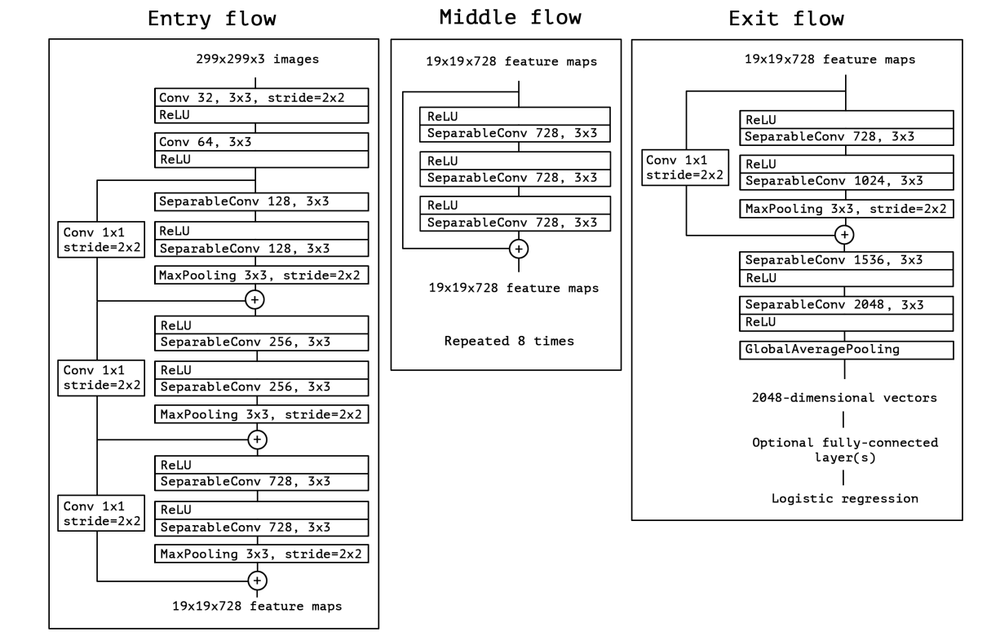 Entry flow
299x299x3 images
Conv 32, 3x3, stride=2x2
ReLU
Conv 64, 3x3
ReLU
SeparableConv 128, 3x3
Conv 1x1
stride=2x2
ReLU
SeparableConv 128, 3x3
MaxPooling 3x3, stride=2x2
+
ReLU
SeparableConv 256, 3x3
Conv 1x1
stride=2x2
ReLU
SeparableConv 256, 3x3
MaxPooling 3x3, stride=2x2
+
ReLU
SeparableConv 728, 3x3
Conv 1x1
stride=2x2
ReLU
SeparableConv 728, 3x3
MaxPooling 3x3, stride=2x2
+
19x19x728 feature maps
Middle flow
19x19x728 feature maps
ReLU
SeparableConv 728, 3x3
ReLU
SeparableConv 728, 3x3
ReLU
SeparableConv 728, 3x3
+
19x19x728 feature maps
Repeated 8 times
Exit flow
19x19x728 feature maps
ReLU
SeparableConv 728, 3x3
Conv 1x1
stride=2x2
ReLU
SeparableConv 1024, 3x3
MaxPooling 3x3, stride=2x2
+
SeparableConv 1536, 3x3
ReLU
SeparableConv 2048, 3x3
ReLU
GlobalAveragePooling
2048-dimensional vectors
Optional fully-connected
layer(s)
Logistic regression